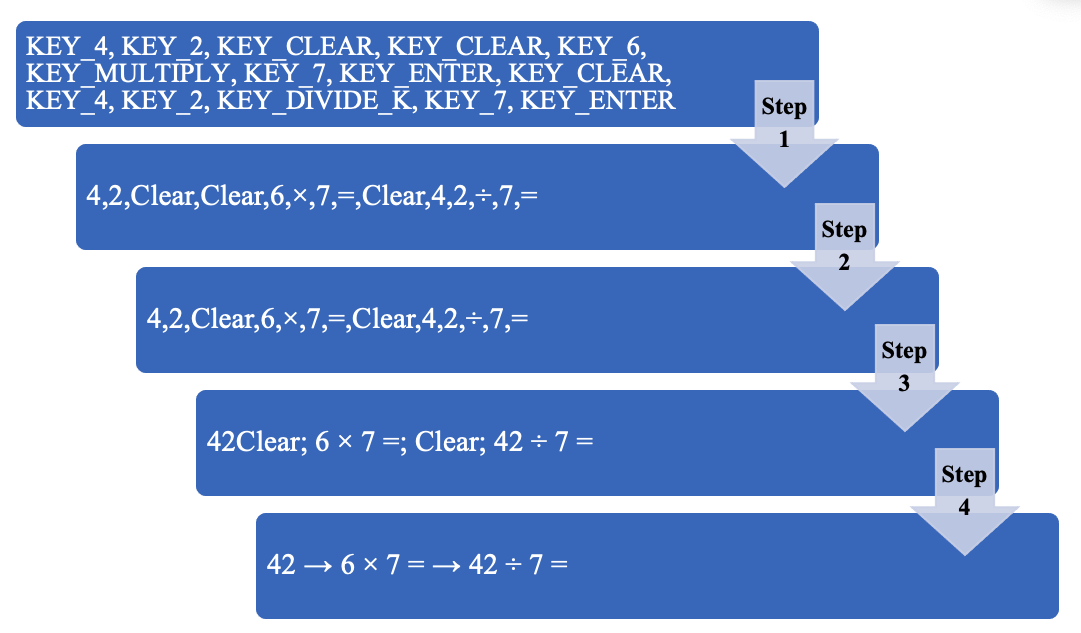 KEY_4, KEY_2, KEY_CLEAR, KEY_CLEAR, KEY_6,
KEY_MULTIPLY, KEY_7, KEY_ENTER, KEY_CLEAR,
KEY_4, KEY_2, KEY_DIVIDE_K, KEY_7, KEY_ENTER
Step
1
4,2,Clear,Clear,6,×,7,=,Clear,4,2,÷,7,=
Step
2
4,2,Clear,6,×,7,=,Clear,4,2,÷,7,=
Step
3
42Clear; 6 × 7 =; Clear; 42 ÷ 7 =
Step
4
42 → 6 × 7 = → 42 ÷ 7 =